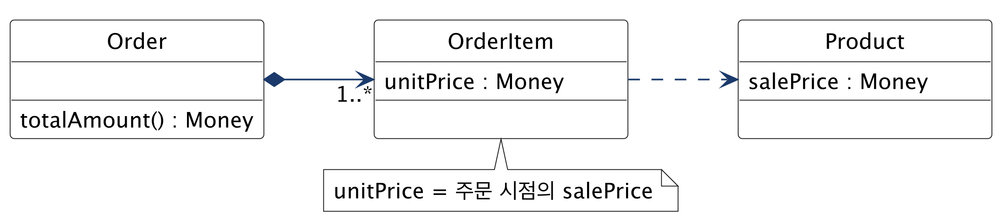 Order
totalAmount() : Money
1..*
OrderItem
unitPrice : Money
Product
salePrice : Money
unitPrice = 주문 시점의 salePrice